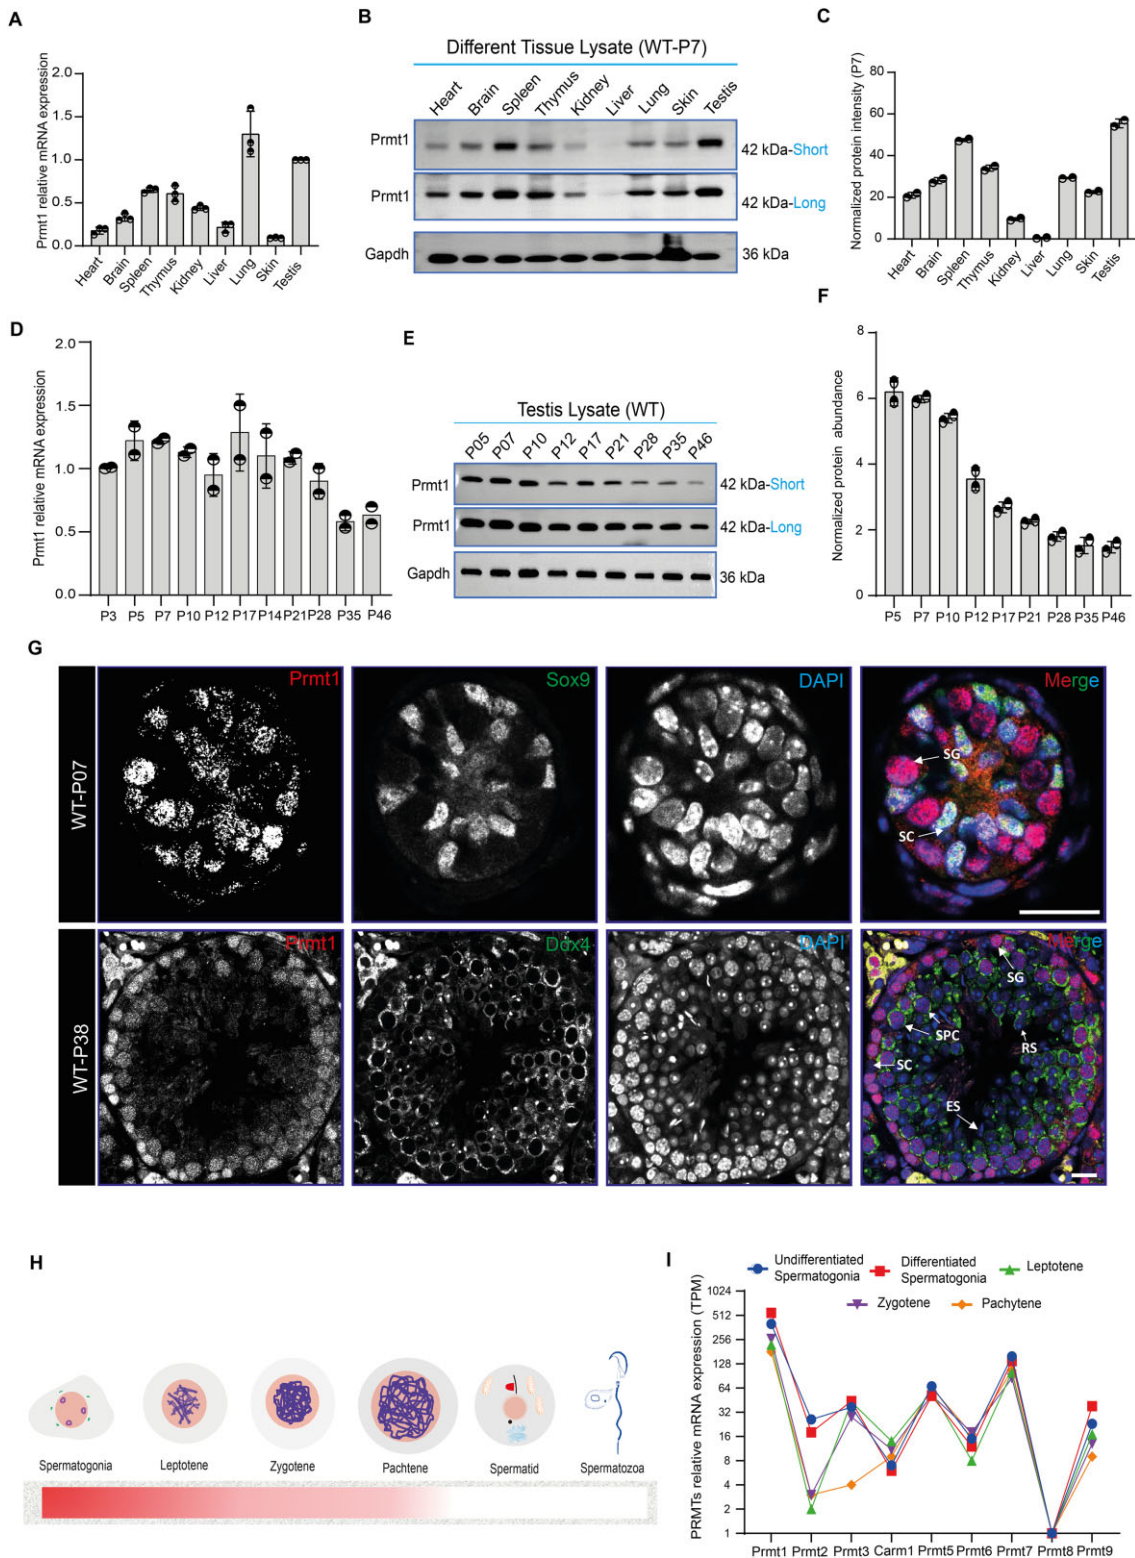 A
Prmt1 relative mRNA expression
2.0
1.5
1.0
0.5
0.0
Heart
Brain
Spleen
Thymus
Kidney
Liver
Lung
Skin
Testis
B
Different Tissue Lysate (WT-P7)
Heart
Brain
Spleen
Thymus
Kidney
Liver
Lung
Skin
Testis
Prmt1
42 kDa-Short
Prmt1
42 kDa-Long
Gapdh
36 kDa
C
Normalized protein intensity (P7)
80
60
40
20
0
Heart
Brain
Spleen
Thymus
Kidney
Liver
Lung
Skin
Testis
D
Prmt1 relative mRNA expression
2.0
1.5
1.0
0.5
0.0
P3 P5 P7 P10 P12 P17 P14 P21 P28 P35 P46
E
Testis Lysate (WT)
P05 P07 P10 P12 P17 P21 P28 P35 P46
Prmt1
42 kDa-Short
Prmt1
42 kDa-Long
Gapdh
36 kDa
F
Normalized protein abundance
8
6
4
2
0
P5 P7 P10 P12 P17 P21 P28 P35 P46
G
WT-P07
Prmt1
Sox9
DAPI
Merge
SG
SC
WT-P38
Prmt1
Ddx4
DAPI
Merge
SG
SPC
RS
SC
ES
H
Spermatogonia Leptotene Zygotene Pachtene Spermatid Spermatozoa
I
Undifferentiated Spermatogonia
Differentiated Spermatogonia
Leptotene
Zygotene
Pachytene
PRMTs relative mRNA expression (TPM)
1024
512
256
128
64
32
16
8
4
2
1
Prmt1 Prmt2 Prmt3 Carm1 Prmt5 Prmt6 Prmt7 Prmt8 Prmt9